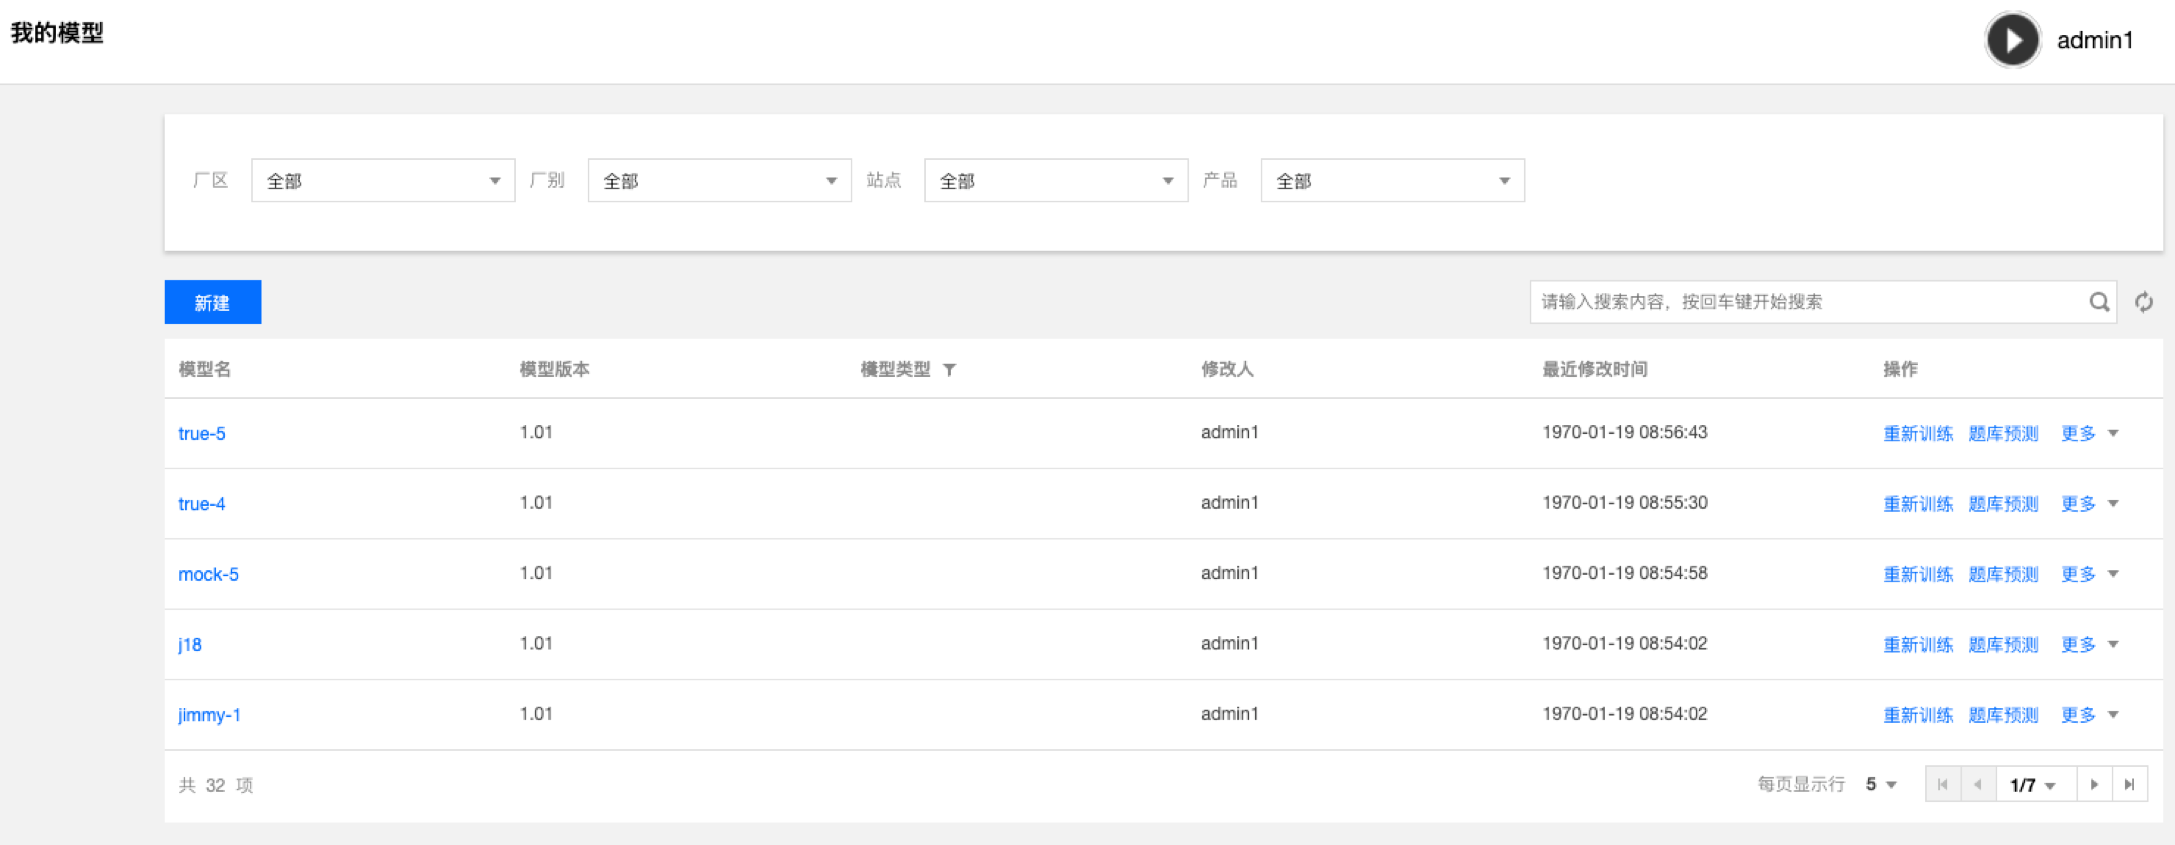 我的模型
admin1
厂区 全部 厂别 全部 站点 全部 产品 全部
新建 请输入搜索内容，按回车键开始搜索
模型名 模型版本 模型类型 修改人 最近修改时间 操作
true-5 1.01 admin1 1970-01-19 08:56:43 重新训练 题库预测 更多
true-4 1.01 admin1 1970-01-19 08:55:30 重新训练 题库预测 更多
mock-5 1.01 admin1 1970-01-19 08:54:58 重新训练 题库预测 更多
j18 1.01 admin1 1970-01-19 08:54:02 重新训练 题库预测 更多
jimmy-1 1.01 admin1 1970-01-19 08:54:02 重新训练 题库预测 更多
共 32 项 每页显示行 5 1/7